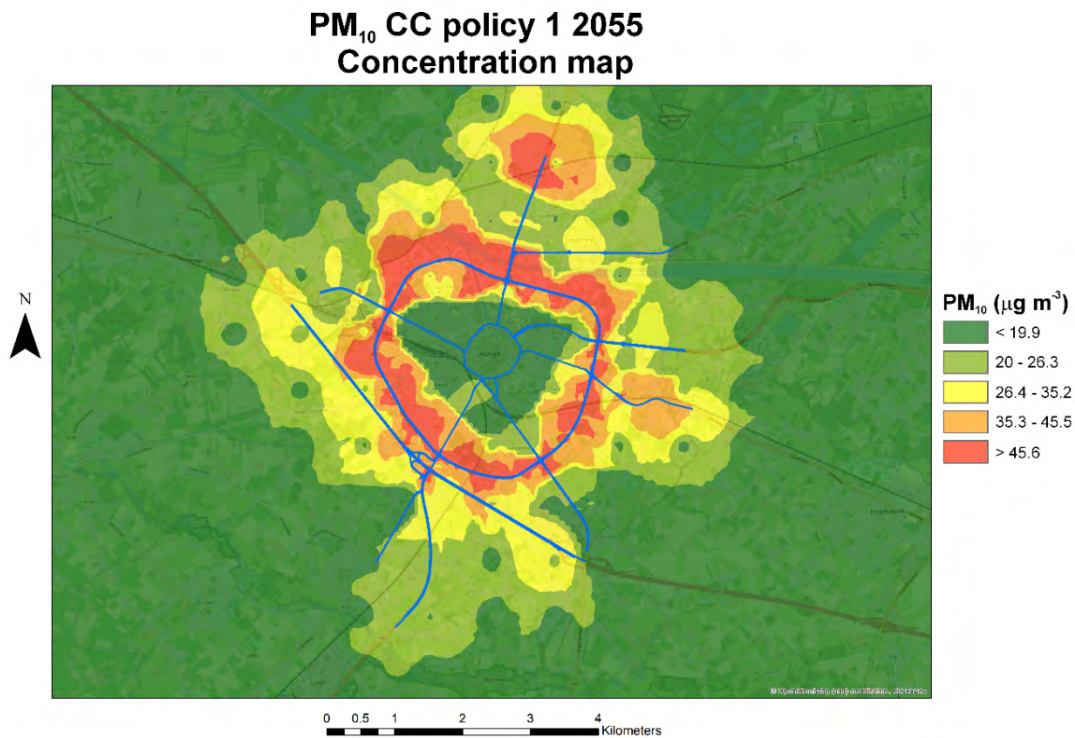 PM₁₀ CC policy 1 2055
Concentration map
N
PM₁₀ (µg m⁻³)
< 19.9
20 - 26.3
26.4 - 35.2
35.3 - 45.5
> 45.6
0 0.5 1 2 3 4
Kilometers